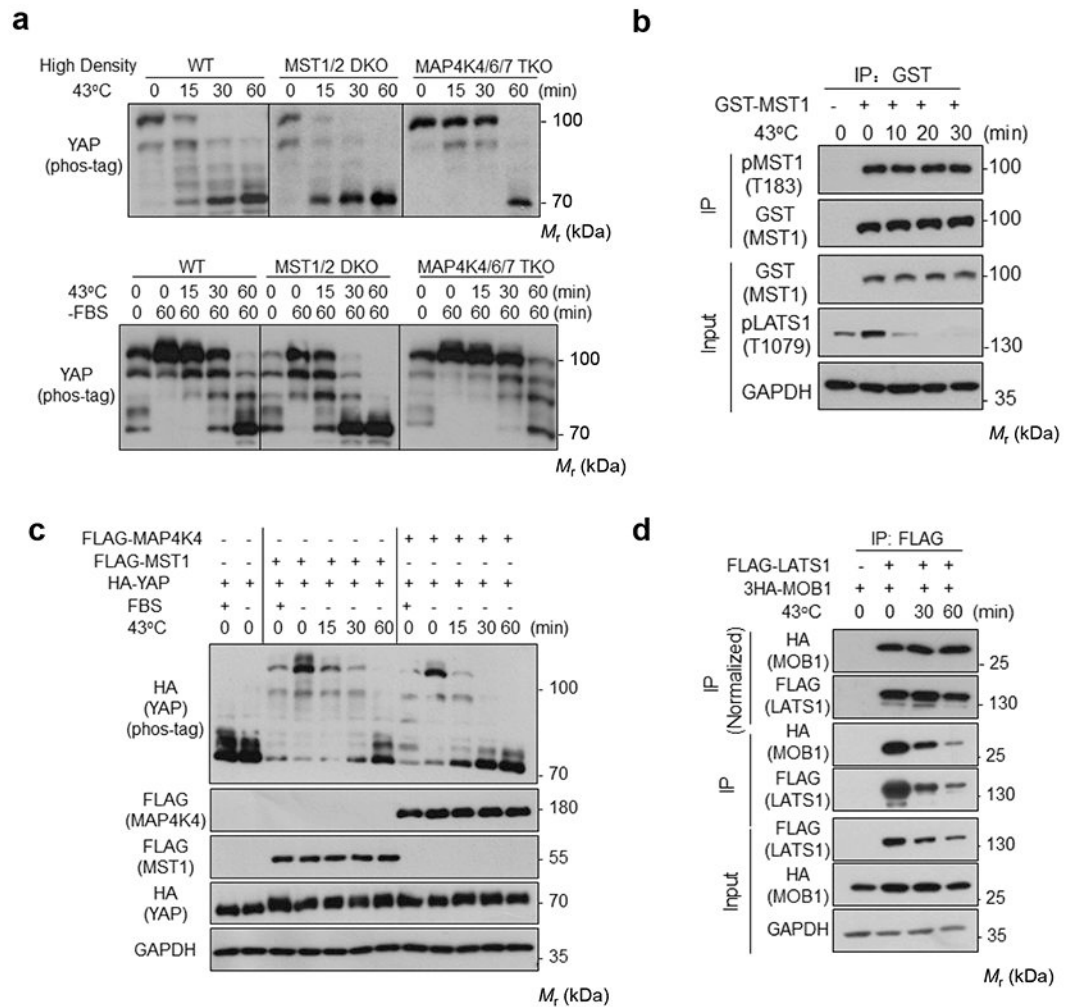 a
High Density WT MST1/2 DKO MAP4K4/6/7 TKO
43°C 0 15 30 60 0 15 30 60 0 15 30 60 (min)
YAP
(phos-tag)
100
70
Mr (kDa)
WT MST1/2 DKO MAP4K4/6/7 TKO
43°C 0 0 15 30 60 0 0 15 30 60 0 0 15 30 60 (min)
-FBS 0 60 60 60 60 0 60 60 60 60 0 60 60 60 60 (min)
YAP
(phos-tag)
100
70
Mr (kDa)
b
IP: GST
GST-MST1 - + + + +
43°C 0 0 10 20 30 (min)
IP
pMST1
(T183)
100
GST
(MST1)
100
Input
GST
(MST1)
100
pLATS1
(T1079)
130
GAPDH
35
Mr (kDa)
c
FLAG-MAP4K4 - - - - - - - + + + + +
FLAG-MST1 - - + + + + + - - - - -
HA-YAP + + + + + + + + + + + +
FBS + - + - - - - + - - - -
43°C 0 0 0 0 15 30 60 0 0 15 30 60 (min)
HA
(YAP)
(phos-tag)
100
70
FLAG
(MAP4K4)
180
FLAG
(MST1)
55
HA
(YAP)
70
GAPDH
35
Mr (kDa)
d
IP: FLAG
FLAG-LATS1 - + + +
3HA-MOB1 + + + +
43°C 0 0 30 60 (min)
IP
(Normalized)
HA
(MOB1)
25
FLAG
(LATS1)
130
IP
HA
(MOB1)
25
FLAG
(LATS1)
130
Input
FLAG
(LATS1)
130
HA
(MOB1)
25
GAPDH
35
Mr (kDa)